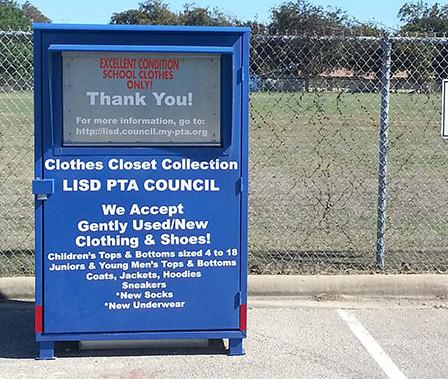 EXCELLENT CONDITION
SCHOOL CLOTHES
ONLY!
Thank You!
For more information, go to:
http://lisd.council.my-pta.org
Clothes Closet Collection
LISD PTA COUNCIL
We Accept
Gently Used/New
Clothing & Shoes!
Children's Tops & Bottoms sized 4 to 18
Juniors & Young Men's Tops & Bottoms
Coats, Jackets, Hoodies
Sneakers
*New Socks
*New Underwear